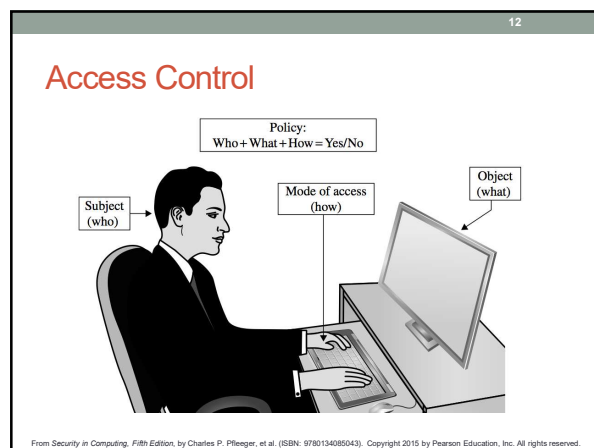 12
Access Control
Policy:
Who + What + How = Yes/No
Object
(what)
Mode of access
(how)
Subject
(who)
From Security in Computing, Fifth Edition, by Charles P. Pfleeger, et al. (ISBN: 9780134085043). Copyright 2015 by Pearson Education, Inc. All rights reserved.